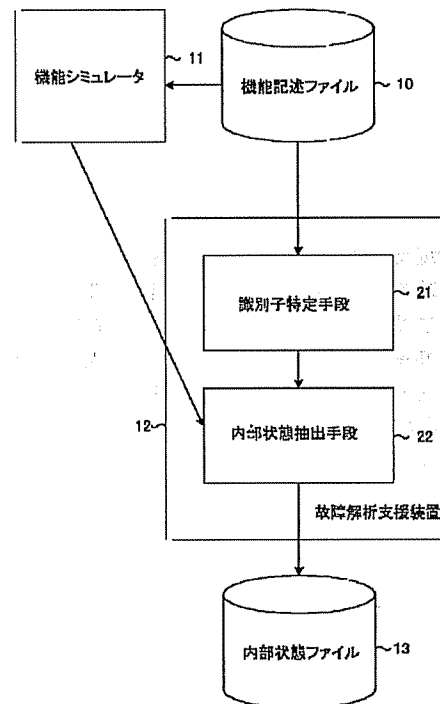 11
機能シミュレータ
機能記述ファイル
10
識別子特定手段
21
内部状態抽出手段
22
12
故障解析支援装置
内部状態ファイル
13